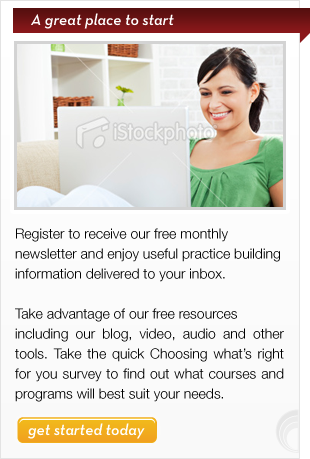 A great place to start
iStockphoto
Register to receive our free monthly
newsletter and enjoy useful practice building
information delivered to your inbox.
Take advantage of our free resources
including our blog, video, audio and other
tools. Take the quick Choosing what's right
for you survey to find out what courses and
programs will best suit your needs.
get started today